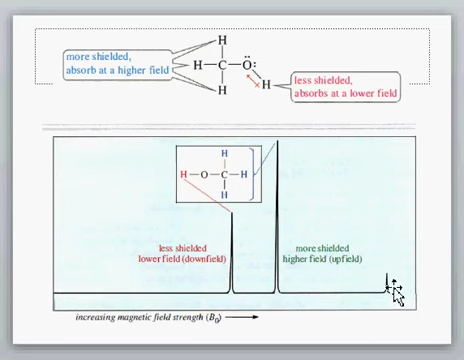 H
more shielded,
absorb at a higher field
H—C—Ö:
H
H
less shielded,
absorbs at a lower field
H
H—O—C—H
H
less shielded
lower field (downfield)
more shielded
higher field (upfield)
increasing magnetic field strength (B0)